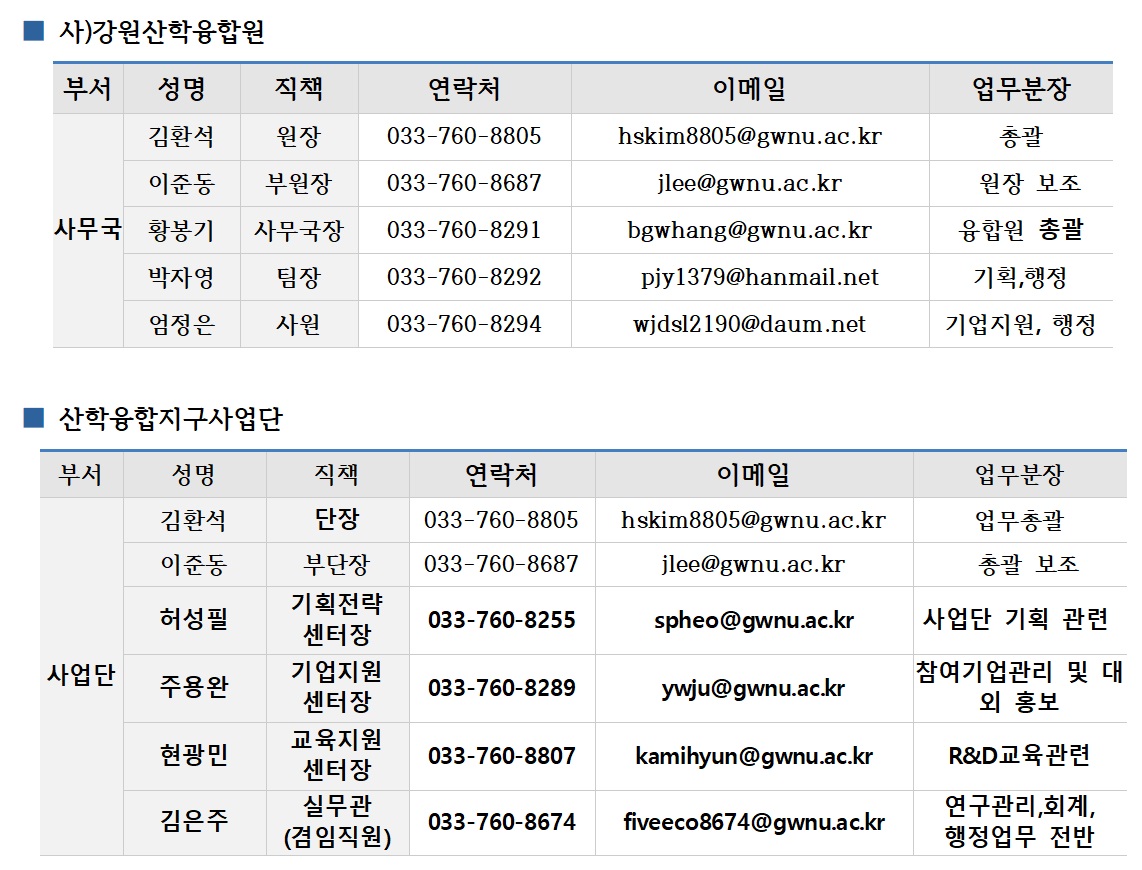 ■ 사)강원산학융합원
부서 성명 직책 연락처 이메일 업무분장
사무국 김환석 원장 033-760-8805 hskim8805@gwnu.ac.kr 총괄
이준동 부원장 033-760-8687 jlee@gwnu.ac.kr 원장 보조
황봉기 사무국장 033-760-8291 bgwhang@gwnu.ac.kr 융합원 총괄
박자영 팀장 033-760-8292 pjy1379@hanmail.net 기획,행정
엄정은 사원 033-760-8294 wjdsl2190@daum.net 기업지원, 행정
■ 산학융합지구사업단
부서 성명 직책 연락처 이메일 업무분장
사업단 김환석 단장 033-760-8805 hskim8805@gwnu.ac.kr 업무총괄
이준동 부단장 033-760-8687 jlee@gwnu.ac.kr 총괄 보조
허성필 기획전략
센터장 033-760-8255 spheo@gwnu.ac.kr 사업단 기획 관련
주용완 기업지원
센터장 033-760-8289 ywju@gwnu.ac.kr 참여기업관리 및 대
외 홍보
현광민 교육지원
센터장 033-760-8807 kamihyun@gwnu.ac.kr R&D교육관련
김은주 실무관
(겸임직원) 033-760-8674 fiveeco8674@gwnu.ac.kr 연구관리,회계,
행정업무 전반